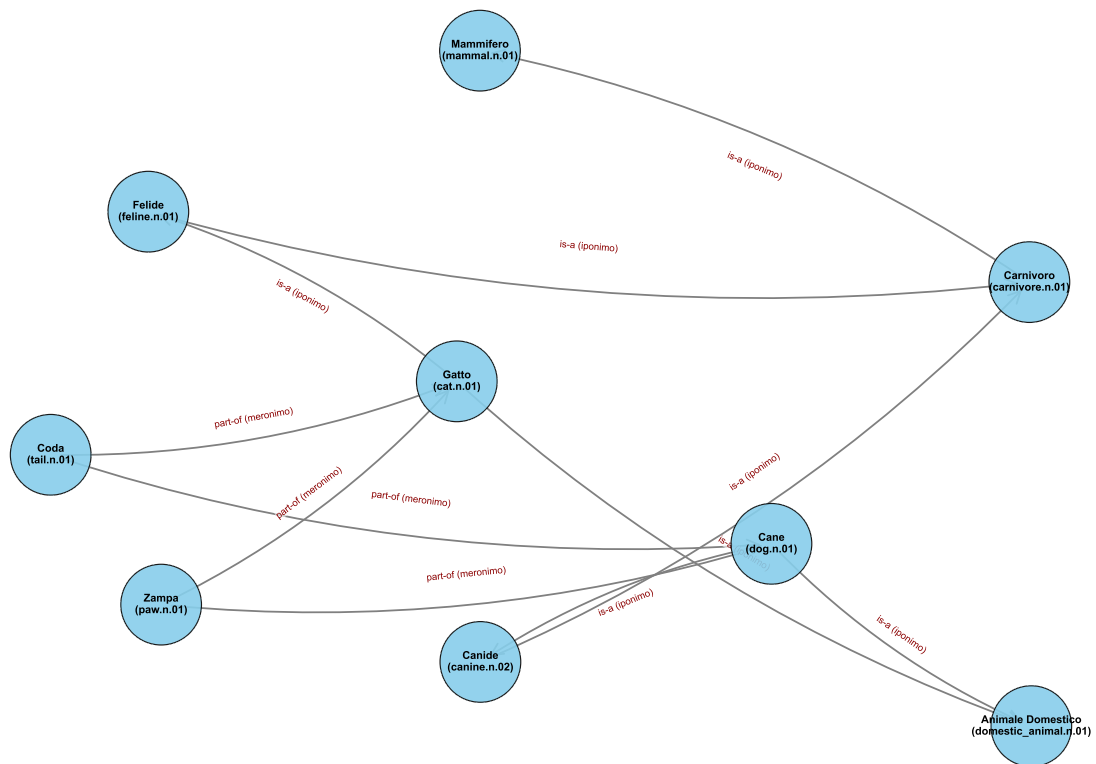 Mammifero
(mammal.n.01)
is-a (iponimo)
Felide
(feline.n.01)
is-a (iponimo)
Carnivoro
(carnivore.n.01)
is-a (iponimo)
Gatto
(cat.n.01)
part-of (meronimo)
Coda
(tail.n.01)
is-a (iponimo)
part-of (meronimo)
part-of (meronimo)
Cane
(dog.n.01)
part-of (meronimo)
Zampa
(paw.n.01)
is-a (iponimo)
Canide
(canine.n.02)
is-a (iponimo)
Animale Domestico
(domestic_animal.n.01)